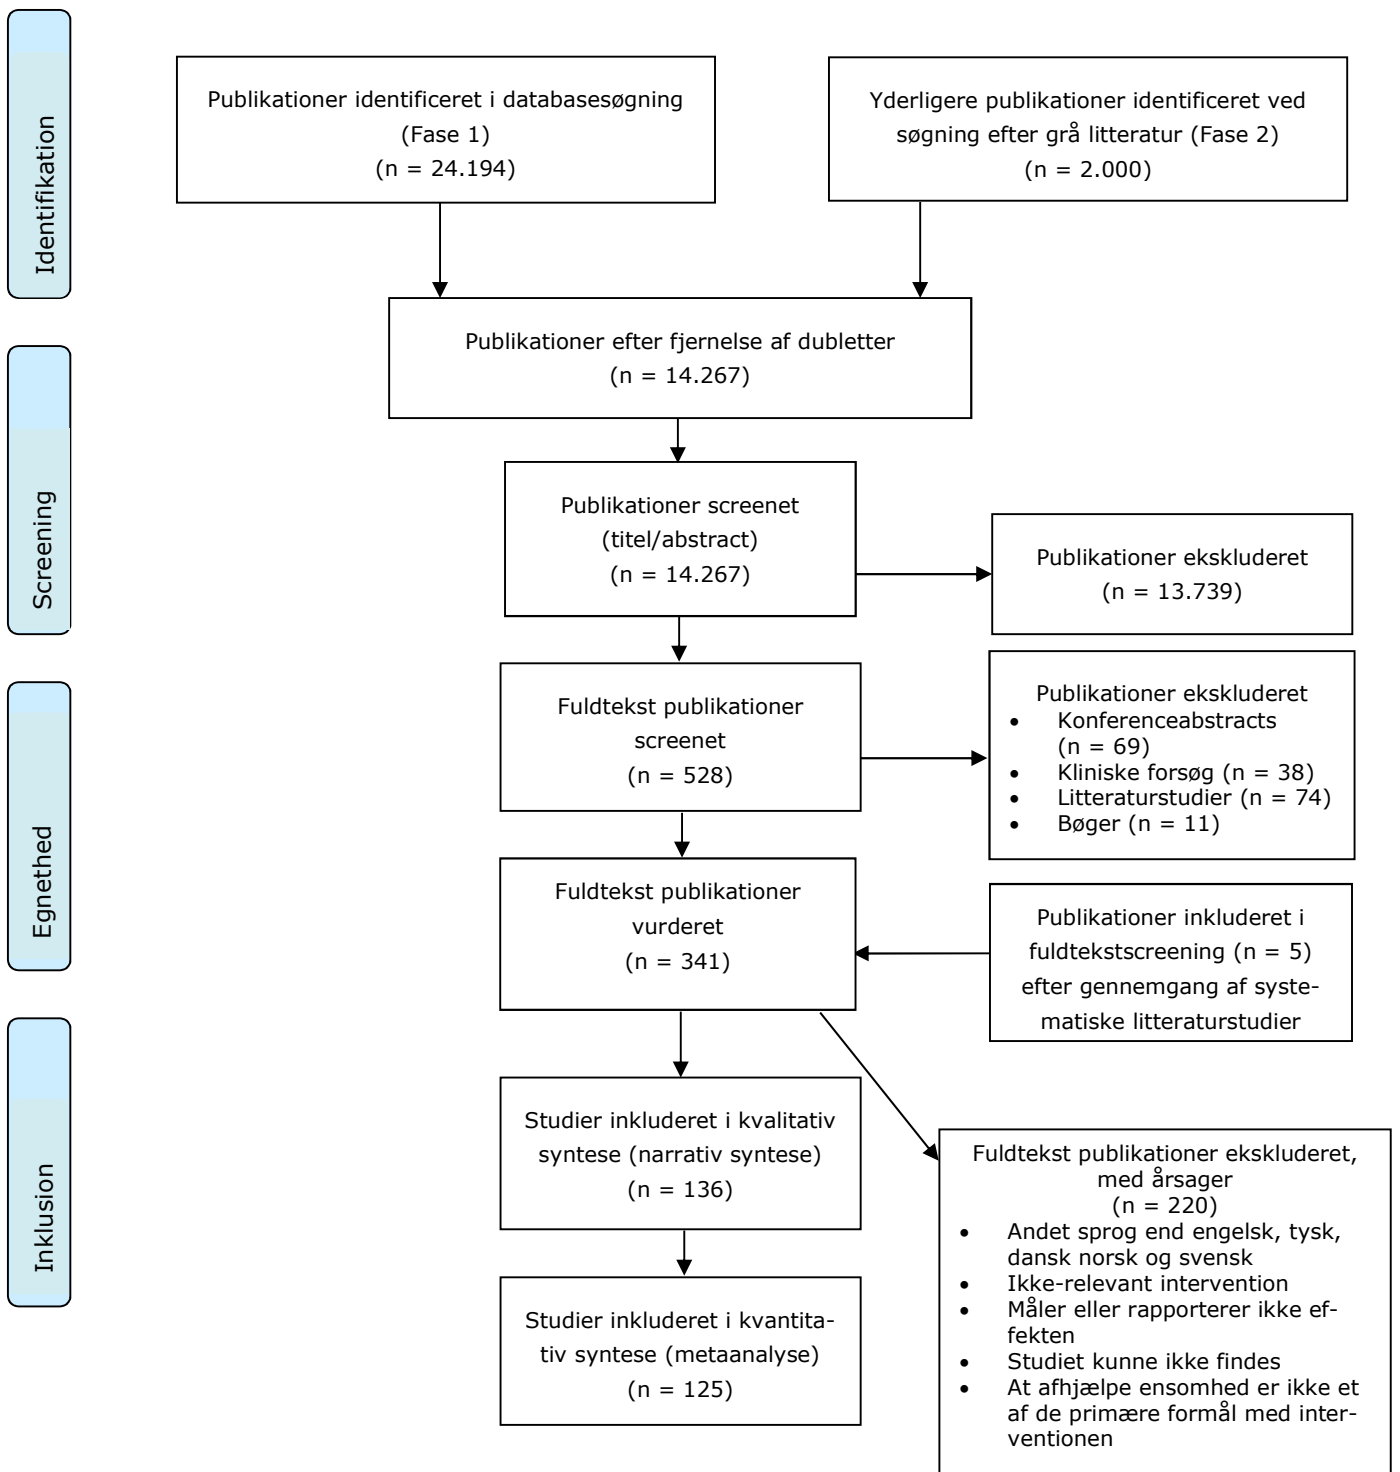 Identifikation
Publikationer identificeret i databasesøgning
(Fase 1)
(n = 24.194)
Yderligere publikationer identificeret ved
søgning efter grå litteratur (Fase 2)
(n = 2.000)
Publikationer efter fjernelse af dubletter
(n = 14.267)
Screening
Publikationer screenet
(titel/abstract)
(n = 14.267)
Publikationer ekskluderet
(n = 13.739)
Egnethed
Fuldtekst publikationer
screenet
(n = 528)
Publikationer ekskluderet
• Konferenceabstracts
(n = 69)
• Kliniske forsøg (n = 38)
• Litteraturstudier (n = 74)
• Bøger (n = 11)
Fuldtekst publikationer
vurderet
(n = 341)
Publikationer inkluderet i
fuldtekstscreening (n = 5)
efter gennemgang af syste-
matiske litteraturstudier
Inklusion
Studier inkluderet i kvalitativ
syntese (narrativ syntese)
(n = 136)
Fuldtekst publikationer ekskluderet,
med årsager
(n = 220)
• Andet sprog end engelsk, tysk,
dansk norsk og svensk
• Ikke-relevant intervention
• Måler eller rapporterer ikke ef-
fekten
• Studiet kunne ikke findes
• At afhjælpe ensomhed er ikke et
af de primære formål med inter-
ventionen
Studier inkluderet i kvantita-
tiv syntese (metaanalyse)
(n = 125)